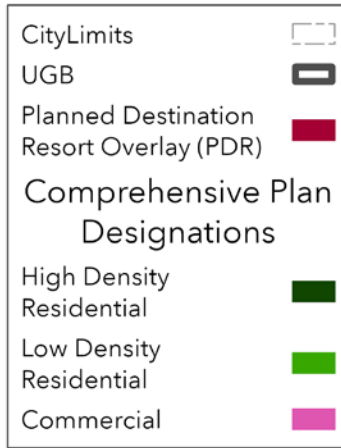 CityLimits
UGB
Planned Destination
Resort Overlay (PDR)
Comprehensive Plan
Designations
High Density
Residential
Low Density
Residential
Commercial